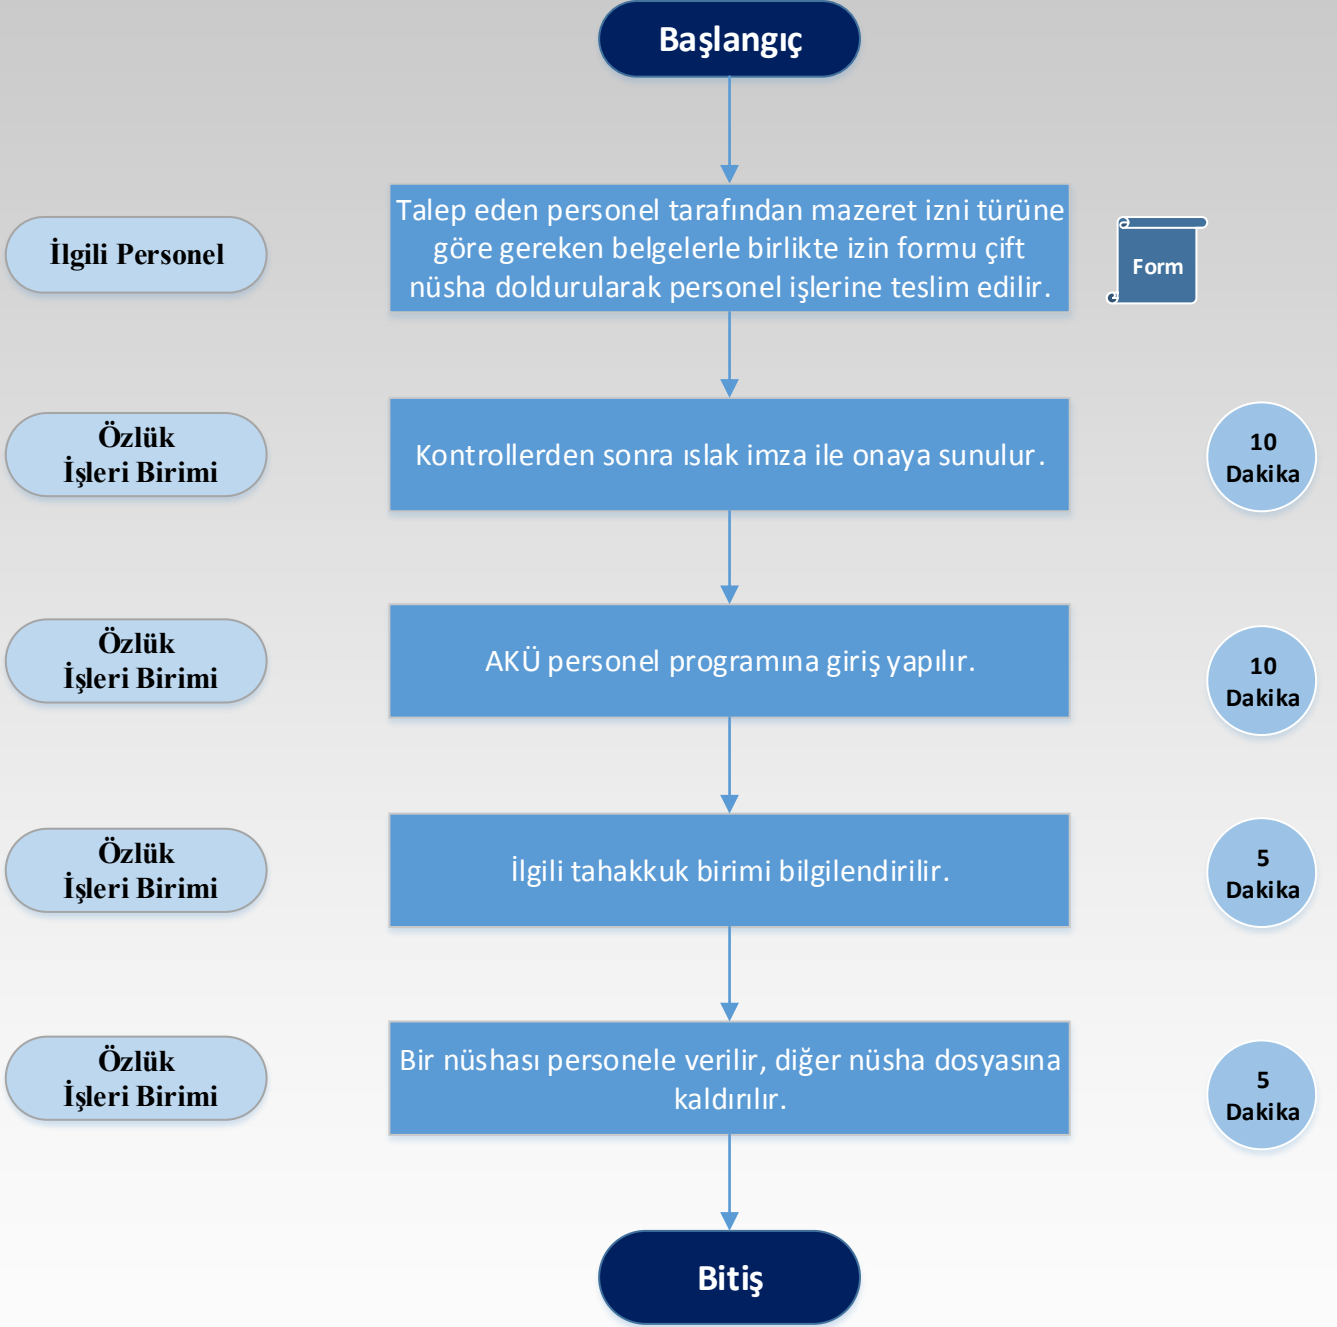 Başlangıç
İlgili Personel
Talep eden personel tarafından mazeret izni türüne
göre gereken belgelerle birlikte izin formu çift
nüsha doldurularak personel işlerine teslim edilir.
Form
Özlük
İşleri Birimi
Kontrollerden sonra ıslak imza ile onaya sunulur.
10
Dakika
Özlük
İşleri Birimi
AKÜ personel programına giriş yapılır.
10
Dakika
Özlük
İşleri Birimi
İlgili tahakkuk birimi bilgilendirilir.
5
Dakika
Özlük
İşleri Birimi
Bir nüshası personele verilir, diğer nüsha dosyasına
kaldırılır.
5
Dakika
Bitiş